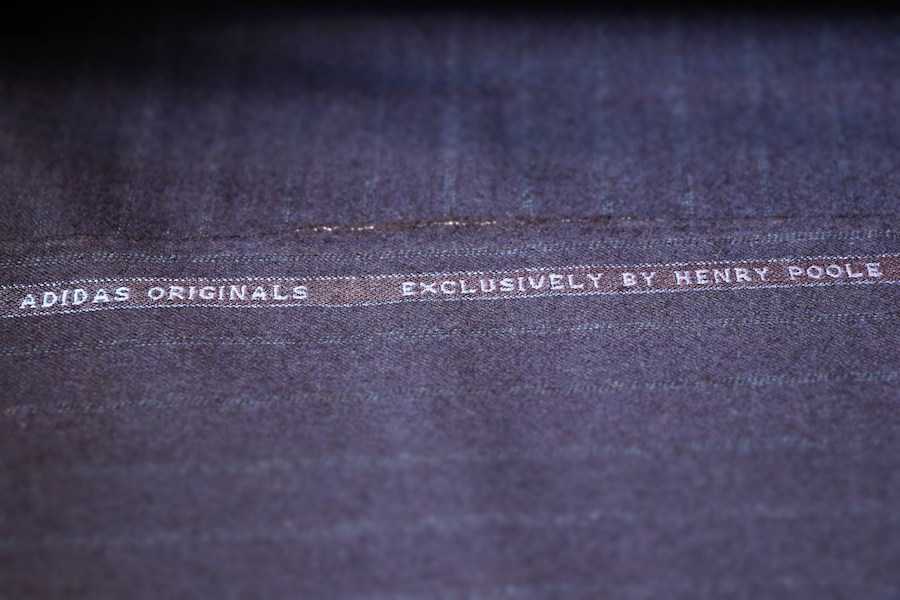 ADIDAS ORIGINALS EXCLUSIVELY BY HENRY POOLE